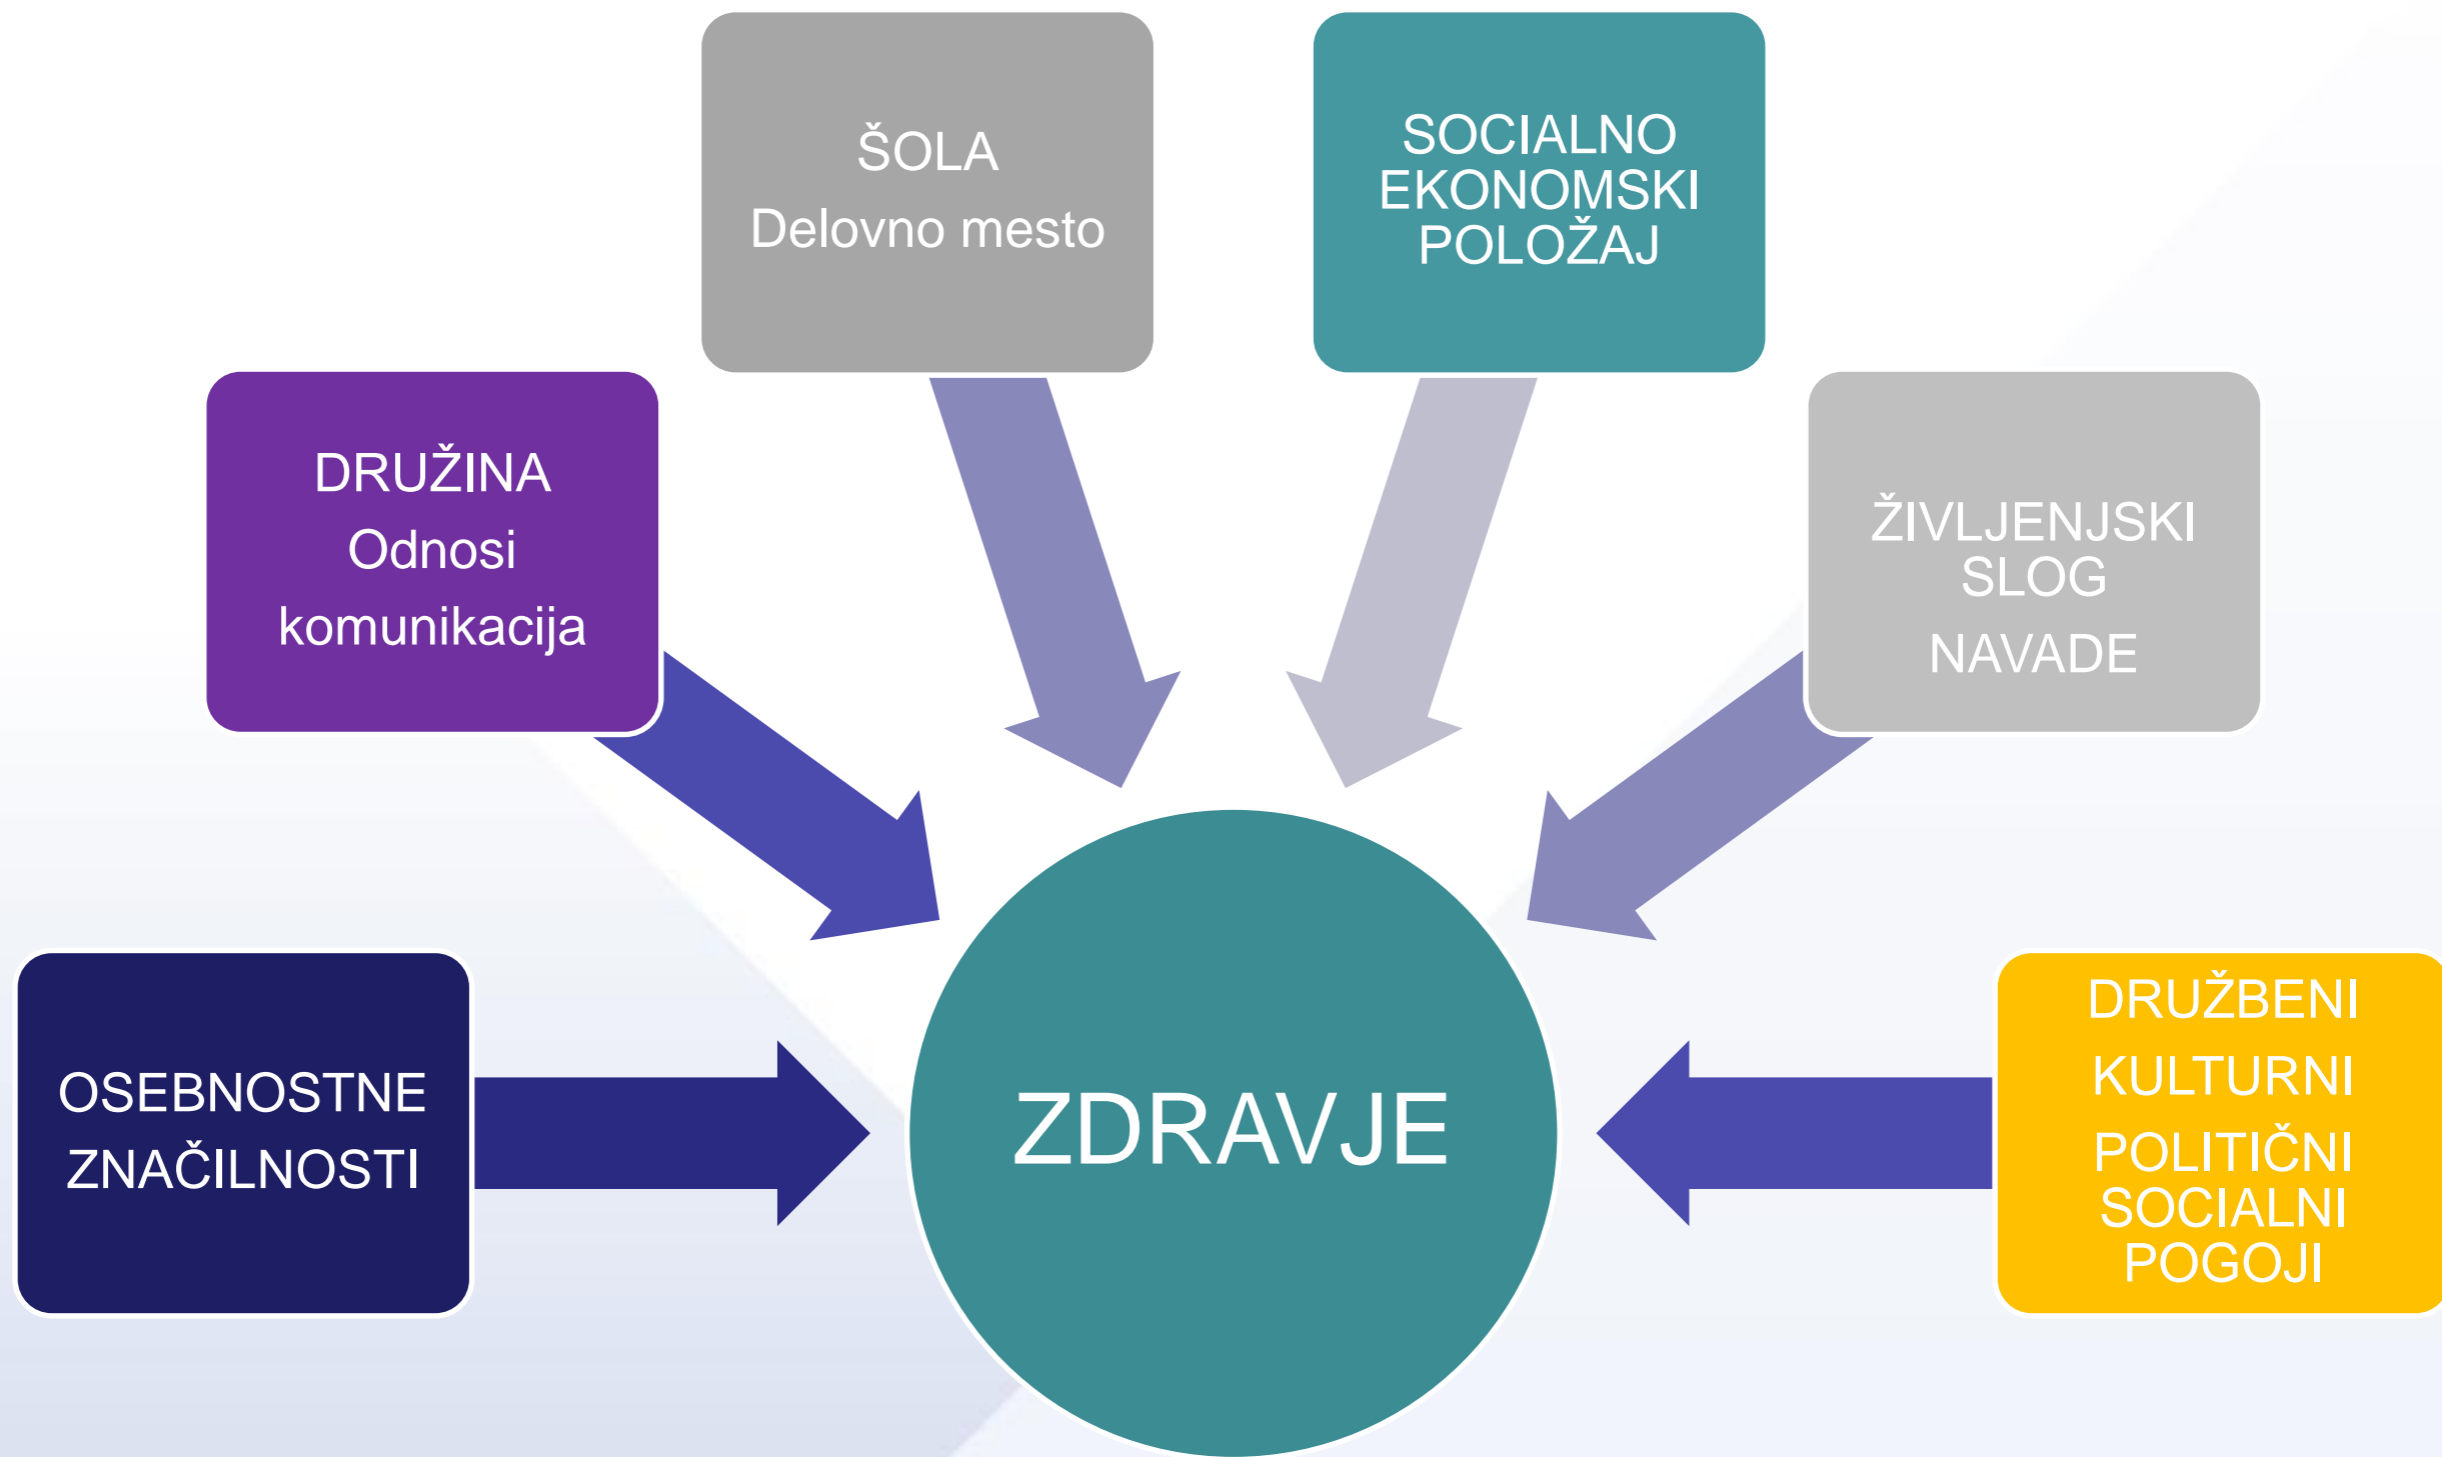 ŠOLA
Delovno mesto
SOCIALNO
EKONOMSKI
POLOŽAJ
DRUŽINA
Odnosi
komunikacija
ŽIVLJENJSKI
SLOG
NAVADE
OSEBNOSTNE
ZNAČILNOSTI
ZDRAVJE
DRUŽBENI
KULTURNI
POLITIČNI
SOCIALNI
POGOJI